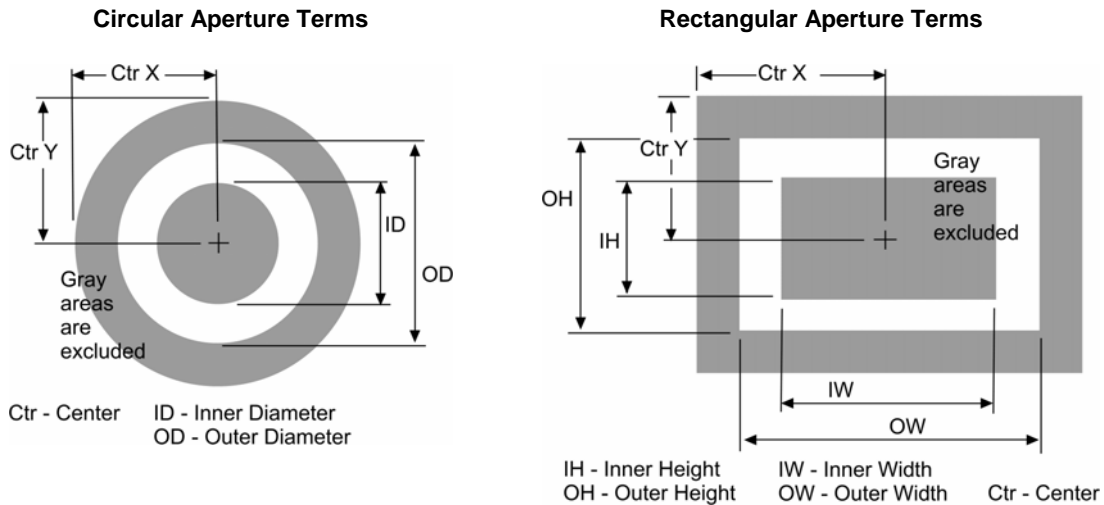 Circular Aperture Terms
Ctr X
Ctr Y
ID
OD
Gray
areas
are
excluded
Ctr - Center ID - Inner Diameter
OD - Outer Diameter
Rectangular Aperture Terms
Ctr X
Ctr Y
Gray
areas
are
excluded
OH
IH
IW
OW
IH - Inner Height IW - Inner Width
OH - Outer Height OW - Outer Width Ctr - Center